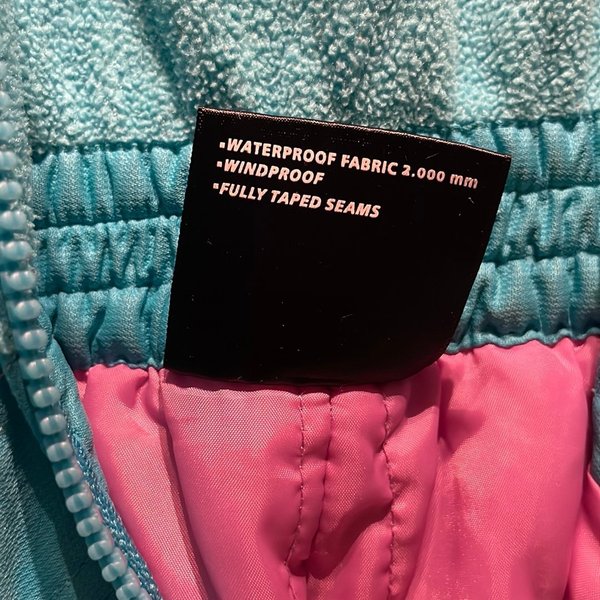 ▪WATERPROOF FABRIC 2.000 mm
▪WINDPROOF
▪FULLY TAPED SEAMS